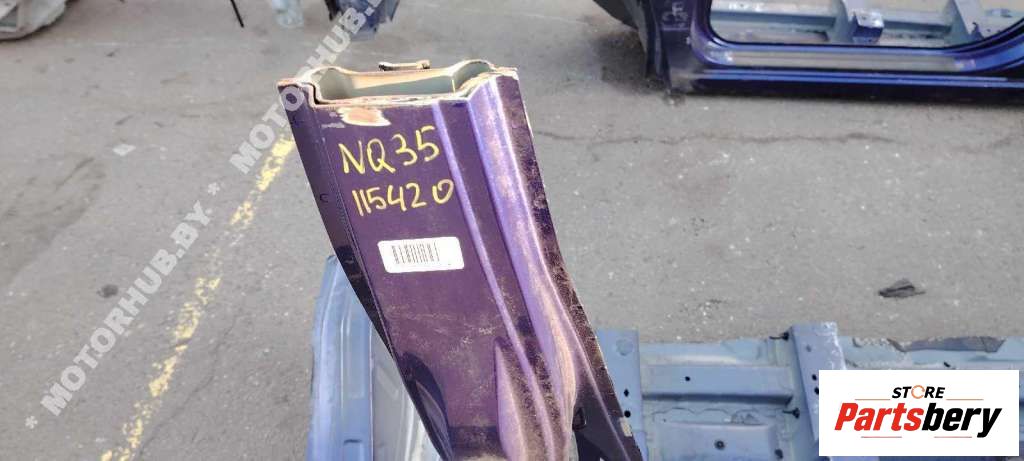 * MOTORHUB.BY * MOTORHUB.BY
NQ35
115420
STORE
Partsbery